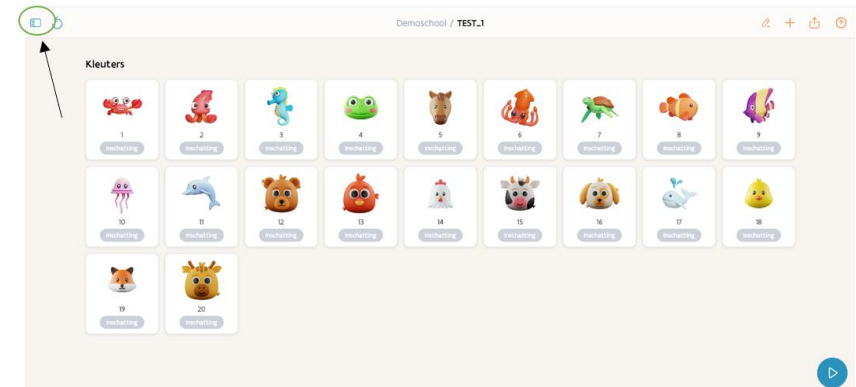 Demoschool / TEST_1
Kleuters
1 2 3 4 5 6 7 8 9
Inschatting Inschatting Inschatting Inschatting Inschatting Inschatting Inschatting Inschatting Inschatting
10 11 12 13 14 15 16 17 18
Inschatting Inschatting Inschatting Inschatting Inschatting Inschatting Inschatting Inschatting Inschatting
19 20
Inschatting Inschatting